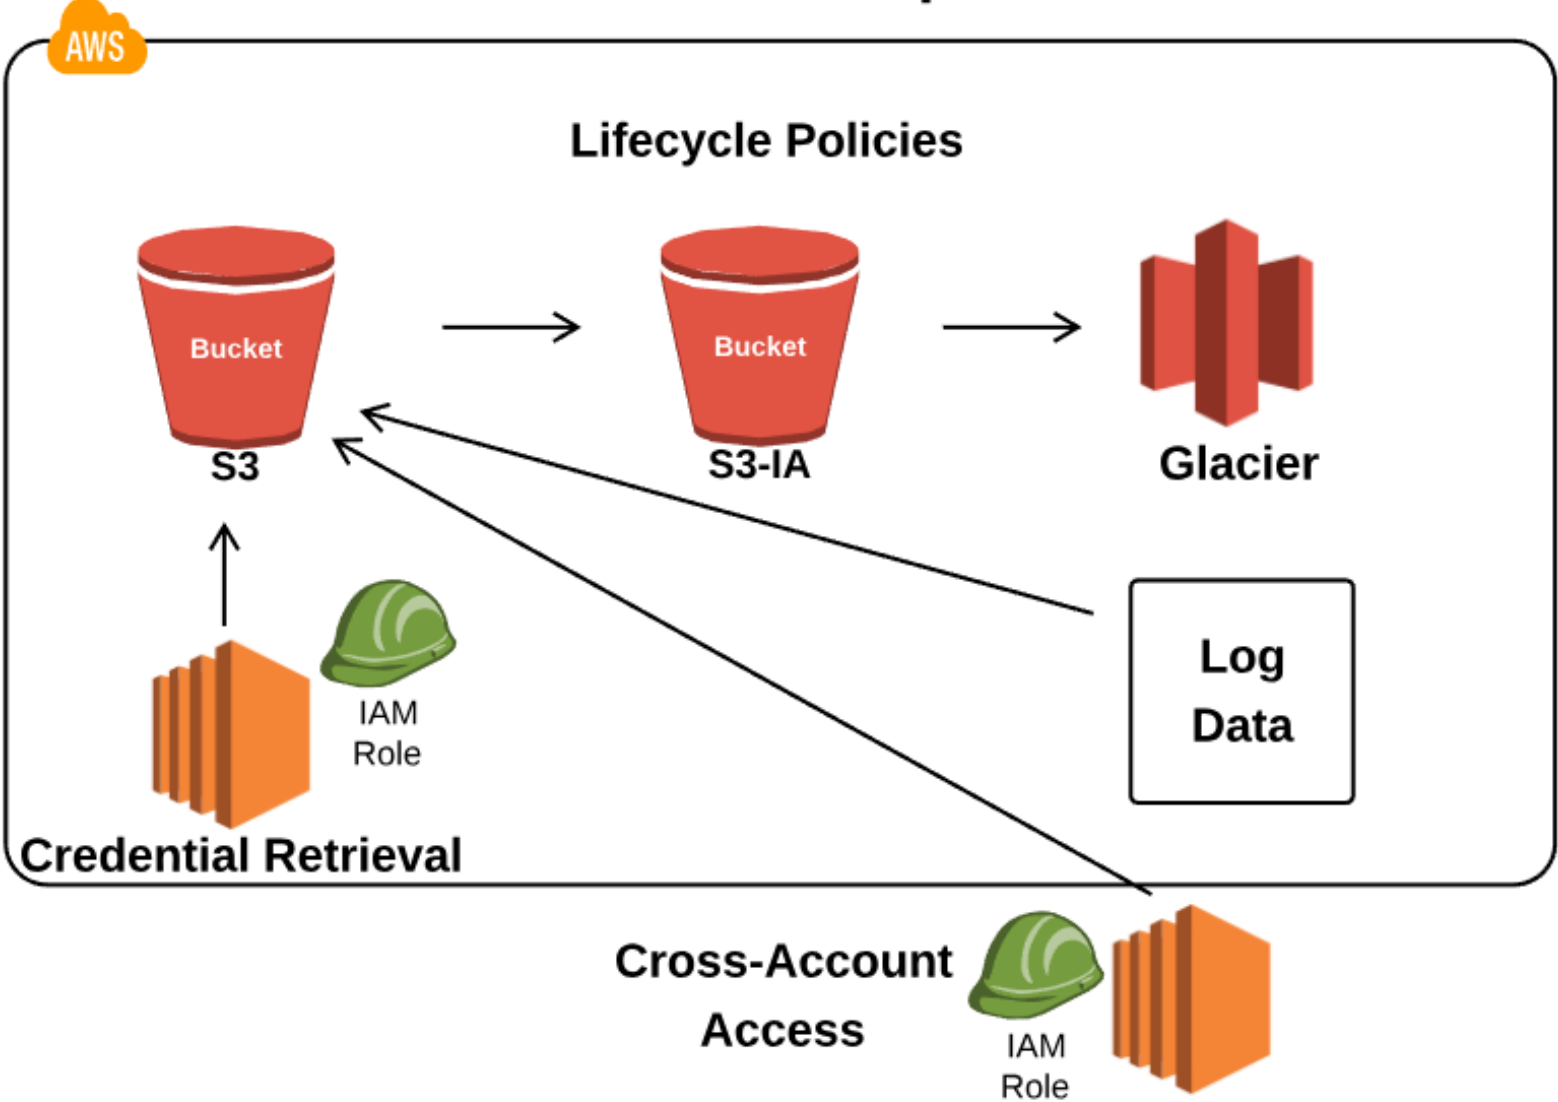 AWS
Lifecycle Policies
Bucket
Bucket
S3
S3-IA
Glacier
IAM
Role
Log
Data
Credential Retrieval
Cross-Account
Access
IAM
Role